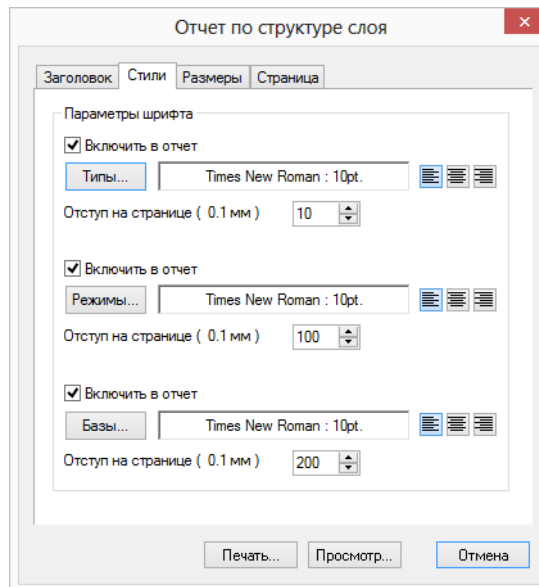 Отчет по структуре слоя
Заголовок Стили Размеры Страница
Параметры шрифта
Включить в отчет
Типы... Times New Roman : 10pt.
Отступ на странице ( 0.1 мм ) 10
Включить в отчет
Режимы... Times New Roman : 10pt.
Отступ на странице ( 0.1 мм ) 100
Включить в отчет
Базы... Times New Roman : 10pt.
Отступ на странице ( 0.1 мм ) 200
Печать... Просмотр... Отмена